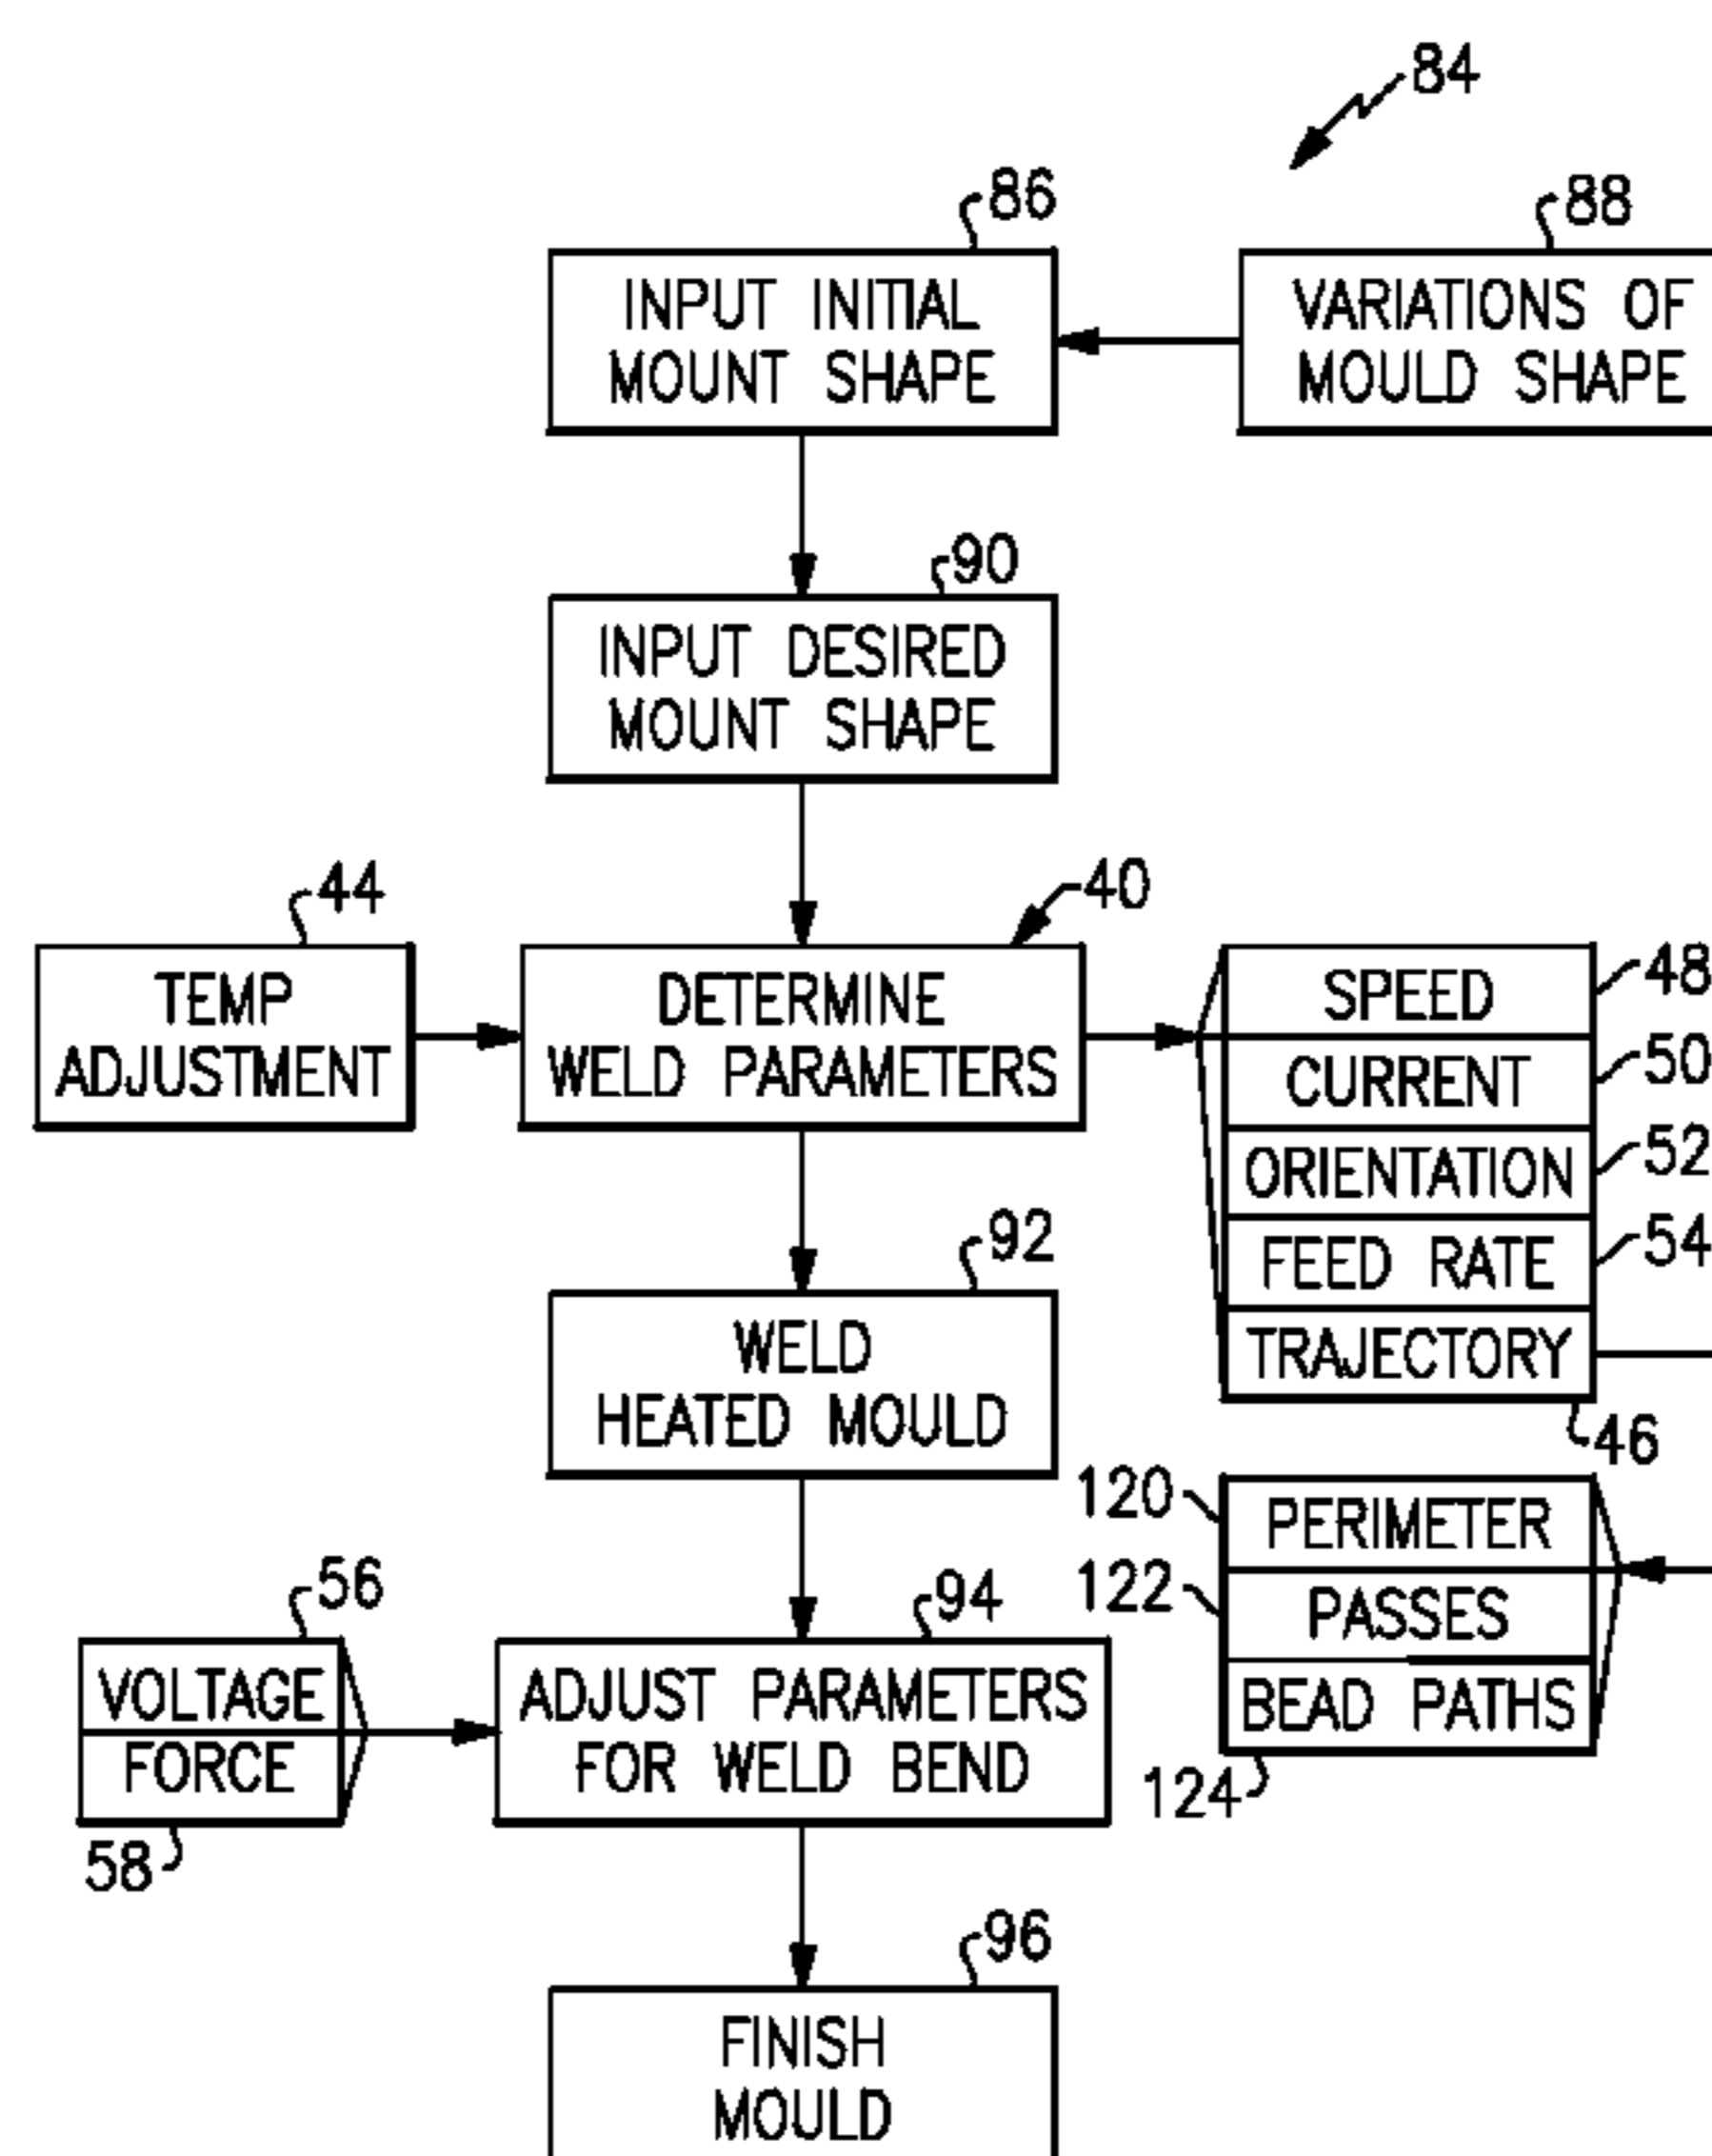 84
86
88
INPUT INITIAL
MOUNT SHAPE
VARIATIONS OF
MOULD SHAPE
90
INPUT DESIRED
MOUNT SHAPE
44
40
TEMP
ADJUSTMENT
DETERMINE
WELD PARAMETERS
SPEED
48
CURRENT
50
ORIENTATION
52
FEED RATE
54
TRAJECTORY
46
92
WELD
HEATED MOULD
120
PERIMETER
122
PASSES
BEAD PATHS
124
56
VOLTAGE
FORCE
58
94
ADJUST PARAMETERS
FOR WELD BEND
96
FINISH
MOULD